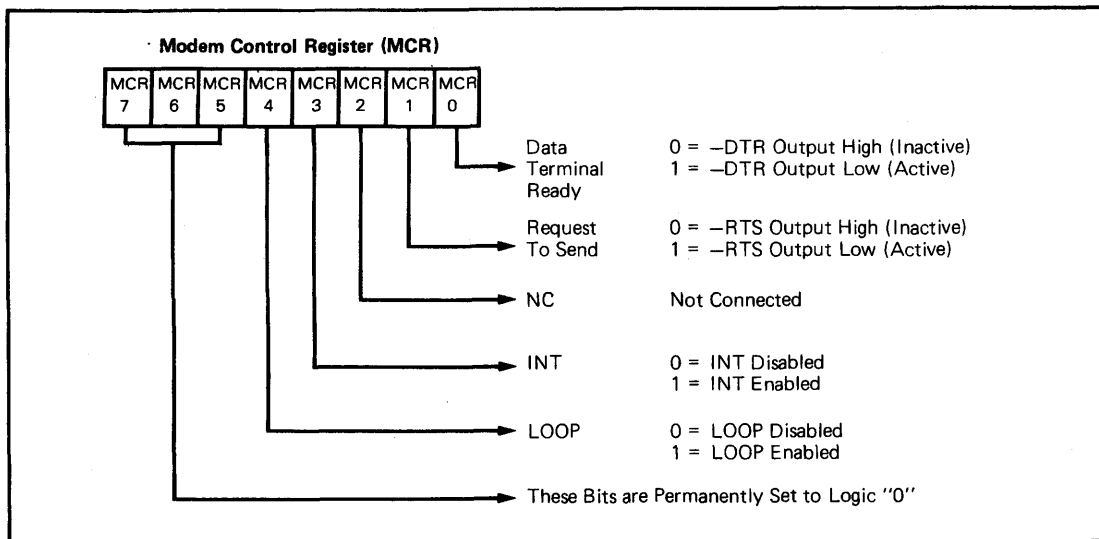 Modem Control Register (MCR)
MCR MCR MCR MCR MCR MCR MCR MCR
7 6 5 4 3 2 1 0
Data 0 = —DTR Output High (Inactive)
Terminal 1 = —DTR Output Low (Active)
Ready
Request 0 = —RTS Output High (Inactive)
To Send 1 = —RTS Output Low (Active)
NC Not Connected
INT 0 = INT Disabled
1 = INT Enabled
LOOP 0 = LOOP Disabled
1 = LOOP Enabled
These Bits are Permanently Set to Logic "0"